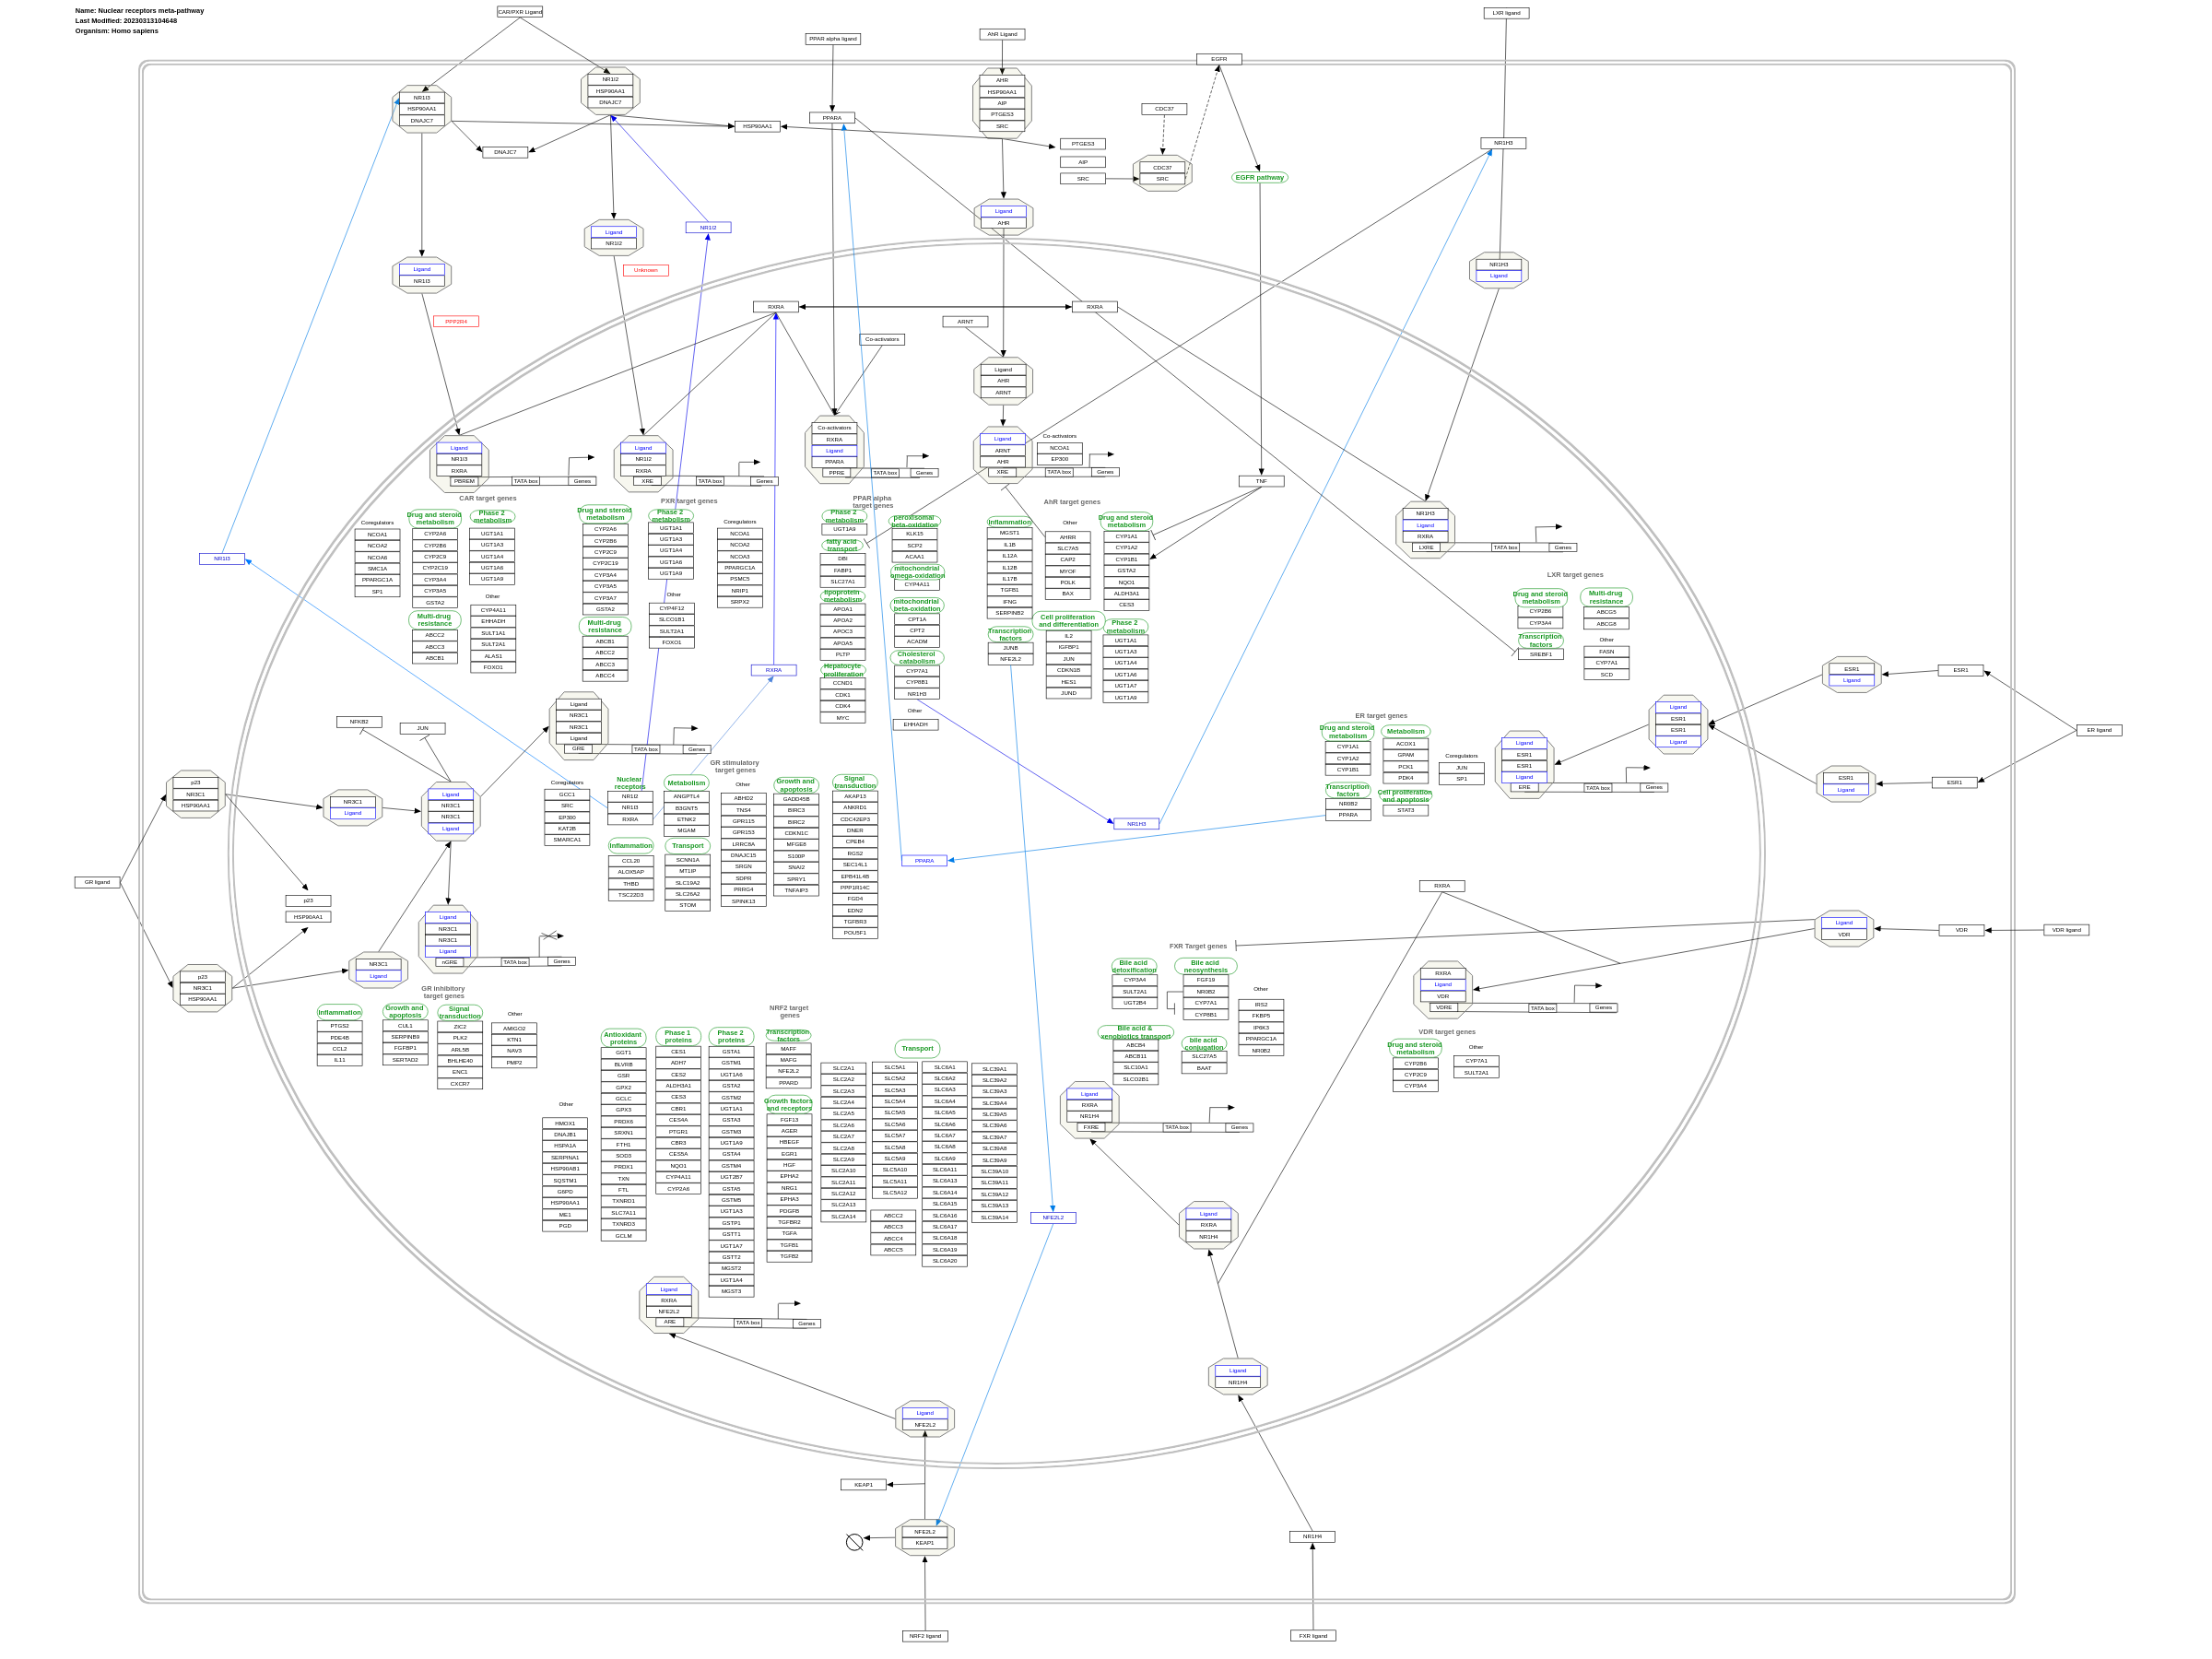 Name: Nuclear receptors meta-pathway
Last Modified: 20230313104648
Organism: Homo sapiens
CAR/PXR Ligand
PPAR alpha ligand
AhR Ligand
LXR ligand
EGFR
NR1I3
HSP90AA1
DNAJC7
NR1I2
HSP90AA1
DNAJC7
HSP90AA1
DNAJC7
PPARA
AHR
HSP90AA1
AIP
PTGES3
SRC
PTGES3
AIP
SRC
CDC37
CDC37
SRC
EGFR pathway
NR1H3
Ligand
NR1I3
Ligand
NR1I2
NR1I2
Unknown
PPP2R4
Ligand
AHR
NR1H3
Ligand
RXRA
RXRA
ARNT
Co-activators
Ligand
AHR
ARNT
Ligand
NR1I3
RXRA
PBREM
TATA box
Genes
Ligand
NR1I2
RXRA
XRE
TATA box
Genes
Co-activators
RXRA
Ligand
PPARA
PPRE
TATA box
Genes
Ligand
ARNT
AHR
XRE
TATA box
Genes
Co-activators
NCOA1
EP300
TNF
NR1H3
Ligand
RXRA
LXRE
TATA box
Genes
CAR target genes
Coregulators
NCOA1
NCOA2
NCOA6
SMC1A
PPARGC1A
SP1
Drug and steroid
metabolism
CYP2A6
CYP2B6
CYP2C9
CYP2C19
CYP3A4
CYP3A5
GSTA2
Multi-drug
resistance
ABCC2
ABCC3
ABCB1
Phase 2
metabolism
UGT1A1
UGT1A3
UGT1A4
UGT1A6
UGT1A9
Other
CYP4A11
EHHADH
SULT1A1
SULT2A1
ALAS1
FOXO1
NR1I3
PXR target genes
Drug and steroid
metabolism
CYP2A6
CYP2B6
CYP2C9
CYP2C19
CYP3A4
CYP3A5
CYP3A7
GSTA2
Multi-drug
resistance
ABCB1
ABCC2
ABCC3
ABCC4
Phase 2
metabolism
UGT1A1
UGT1A3
UGT1A4
UGT1A6
UGT1A9
Other
CYP4F12
SLCO1B1
SULT2A1
FOXO1
Coregulators
NCOA1
NCOA2
NCOA3
PPARGC1A
PSMC5
NRIP1
SRPX2
RXRA
PPAR alpha
target genes
Phase 2
metabolism
UGT1A9
fatty acid
transport
DBI
FABP1
SLC27A1
lipoprotein
metabolism
APOA1
APOA2
APOC3
APOA5
PLTP
Hepatocyte
proliferation
CCND1
CDK1
CDK4
MYC
peroxisomal
beta-oxidation
KLK15
SCP2
ACAA1
mitochondrial
omega-oxidation
CYP4A11
mitochondrial
beta-oxidation
CPT1A
CPT2
ACADM
Cholesterol
catabolism
CYP7A1
CYP8B1
NR1H3
Other
EHHADH
AhR target genes
Inflammation
MGST1
IL1B
IL12A
IL12B
IL17B
TGFB1
IFNG
SERPINB2
Transcription
factors
JUNB
NFE2L2
Other
AHRR
SLC7A5
CAP2
MYOF
POLK
BAX
Cell proliferation
and differentiation
IL2
IGFBP1
JUN
CDKN1B
HES1
JUND
Drug and steroid
metabolism
CYP1A1
CYP1A2
CYP1B1
GSTA2
NQO1
ALDH3A1
CES3
Phase 2
metabolism
UGT1A1
UGT1A3
UGT1A4
UGT1A6
UGT1A7
UGT1A9
LXR target genes
Drug and steroid
metabolism
CYP2B6
CYP3A4
Transcription
factors
SREBF1
Multi-drug
resistance
ABCG5
ABCG8
Other
FASN
CYP7A1
SCD
ESR1
Ligand
ESR1
ER ligand
ESR1
Ligand
ESR1
Ligand
ESR1
ESR1
Ligand
Ligand
ESR1
ESR1
Ligand
ERE
TATA box
Genes
ER target genes
Drug and steroid
metabolism
CYP1A1
CYP1A2
CYP1B1
Transcription
factors
NR0B2
PPARA
Metabolism
ACOX1
GPAM
PCK1
PDK4
Cell proliferation
and apoptosis
STAT3
Coregulators
JUN
SP1
NR1H3
PPARA
NFKB2
JUN
Ligand
NR3C1
NR3C1
Ligand
GRE
TATA box
Genes
p23
NR3C1
HSP90AA1
NR3C1
Ligand
Ligand
NR3C1
NR3C1
Ligand
GR ligand
p23
HSP90AA1
p23
NR3C1
HSP90AA1
NR3C1
Ligand
Ligand
NR3C1
NR3C1
Ligand
nGRE
TATA box
Genes
GR stimulatory
target genes
Coregulators
GCC1
SRC
EP300
KAT2B
SMARCA1
Nuclear
receptors
NR1I2
NR1I3
RXRA
Inflammation
CCL20
ALOX5AP
THBD
TSC22D3
Metabolism
ANGPTL4
B3GNT5
ETNK2
MGAM
Transport
SCNN1A
MT1IP
SLC19A2
SLC26A2
STOM
Other
ABHD2
TNS4
GPR115
GPR153
LRRC8A
DNAJC15
SRGN
SDPR
PRRG4
SPINK13
Growth and
apoptosis
GADD45B
BIRC3
BIRC2
CDKN1C
MFGE8
S100P
SNAI2
SPRY1
TNFAIP3
Signal
transduction
AKAP13
ANKRD1
CDC42EP3
DNER
CPEB4
RGS2
SEC14L1
EPB41L4B
PPP1R14C
FGD4
EDN2
TGFBR3
POU5F1
GR inhibitory
target genes
Inflammation
PTGS2
PDE4B
CCL2
IL11
Growth and
apoptosis
CUL1
SERPINB9
FGFBP1
SERTAD2
Signal
transduction
ZIC2
PLK2
ARL5B
BHLHE40
ENC1
CXCR7
Other
AMIGO2
KTN1
NAV3
PMP2
RXRA
Ligand
VDR
VDR
VDR ligand
RXRA
Ligand
VDR
VDRE
TATA box
Genes
VDR target genes
Drug and steroid
metabolism
CYP2B6
CYP2C9
CYP3A4
Other
CYP7A1
SULT2A1
FXR Target genes
Bile acid
detoxification
CYP3A4
SULT2A1
UGT2B4
Bile acid
neosynthesis
FGF19
NR0B2
CYP7A1
CYP8B1
Other
IRS2
FKBP5
IP6K3
PPARGC1A
NR0B2
Bile acid &
xenobiotics transport
ABCB4
ABCB11
SLC10A1
SLCO2B1
bile acid
conjugation
SLC27A5
BAAT
Ligand
RXRA
NR1H4
FXRE
TATA box
Genes
Ligand
RXRA
NR1H4
Ligand
NR1H4
NR1H4
FXR ligand
NRF2 target
genes
Other
HMOX1
DNAJB1
HSPA1A
SERPINA1
HSP90AB1
SQSTM1
G6PD
HSP90AA1
ME1
PGD
Antioxidant
proteins
GGT1
BLVRB
GSR
GPX2
GCLC
GPX3
PRDX6
SRXN1
FTH1
SOD3
PRDX1
TXN
FTL
TXNRD1
SLC7A11
TXNRD3
GCLM
Phase 1
proteins
CES1
ADH7
CES2
ALDH3A1
CES3
CBR1
CES4A
PTGR1
CBR3
CES5A
NQO1
CYP4A11
CYP2A6
Phase 2
proteins
GSTA1
GSTM1
UGT1A6
GSTA2
GSTM2
UGT1A1
GSTA3
GSTM3
UGT1A9
GSTA4
GSTM4
UGT2B7
GSTA5
GSTM5
UGT1A3
GSTP1
GSTT1
UGT1A7
GSTT2
MGST2
UGT1A4
MGST3
Transcription
factors
MAFF
MAFG
NFE2L2
PPARD
Growth factors
and receptors
FGF13
AGER
HBEGF
EGR1
HGF
EPHA2
NRG1
EPHA3
PDGFB
TGFBR2
TGFA
TGFB1
TGFB2
Transport
SLC2A1
SLC2A2
SLC2A3
SLC2A4
SLC2A5
SLC2A6
SLC2A7
SLC2A8
SLC2A9
SLC2A10
SLC2A11
SLC2A12
SLC2A13
SLC2A14
SLC5A1
SLC5A2
SLC5A3
SLC5A4
SLC5A5
SLC5A6
SLC5A7
SLC5A8
SLC5A9
SLC5A10
SLC5A11
SLC5A12
ABCC2
ABCC3
ABCC4
ABCC5
SLC6A1
SLC6A2
SLC6A3
SLC6A4
SLC6A5
SLC6A6
SLC6A7
SLC6A8
SLC6A9
SLC6A11
SLC6A13
SLC6A14
SLC6A15
SLC6A16
SLC6A17
SLC6A18
SLC6A19
SLC6A20
SLC39A1
SLC39A2
SLC39A3
SLC39A4
SLC39A5
SLC39A6
SLC39A7
SLC39A8
SLC39A9
SLC39A10
SLC39A11
SLC39A12
SLC39A13
SLC39A14
NFE2L2
Ligand
RXRA
NFE2L2
ARE
TATA box
Genes
Ligand
NFE2L2
KEAP1
NFE2L2
KEAP1
NRF2 ligand